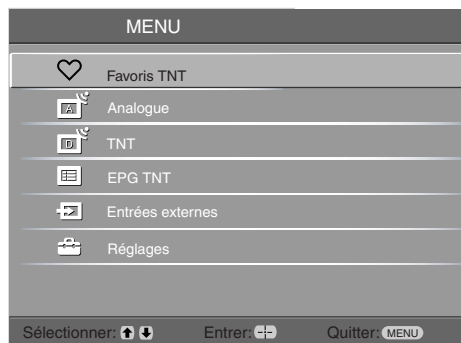 MENU
Favoris TNT
A Analogue
D TNT
EPG TNT
Entrées externes
Réglages
Sélectionner: Entrer: Quitter: MENU